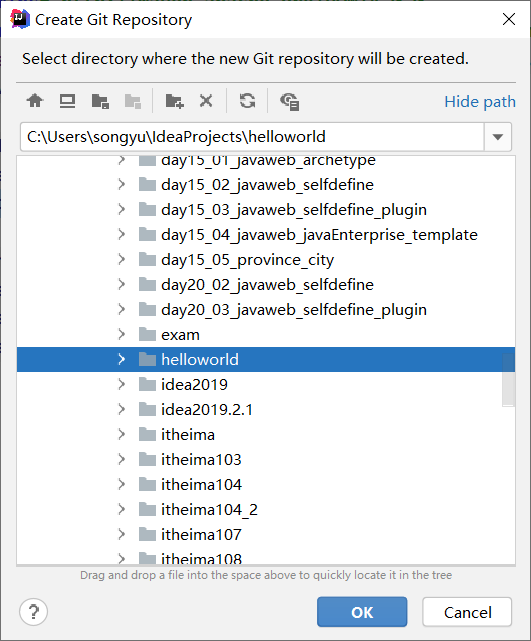 Create Git Repository
Select directory where the new Git repository will be created.
Hide path
C:\Users\songyu\IdeaProjects\helloworld
day15_01_javaweb_archetype
day15_02_javaweb_selfdefine
day15_03_javaweb_selfdefine_plugin
day15_04_javaweb_javaEnterprise_template
day15_05_province_city
day20_02_javaweb_selfdefine
day20_03_javaweb_selfdefine_plugin
exam
helloworld
idea2019
idea2019.2.1
itheima
itheima103
itheima104
itheima104_2
itheima107
itheima108
Drag and drop a file into the space above to quickly locate it in the tree
?
OK
Cancel